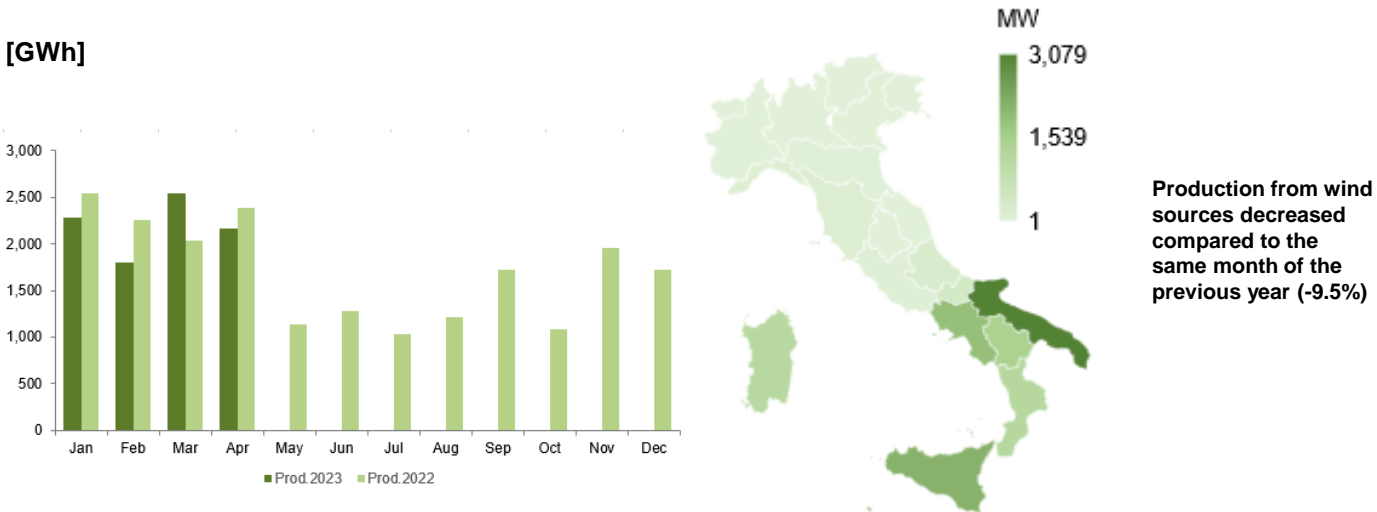 [GWh]
3,000
2,500
2,000
1,500
1,000
500
0
Jan Feb Mar Apr May Jun Jul Aug Sep Oct Nov Dec
Prod.2023 Prod.2022
MW
3,079
1,539
1
Production from wind
sources decreased
compared to the
same month of the
previous year (-9.5%)